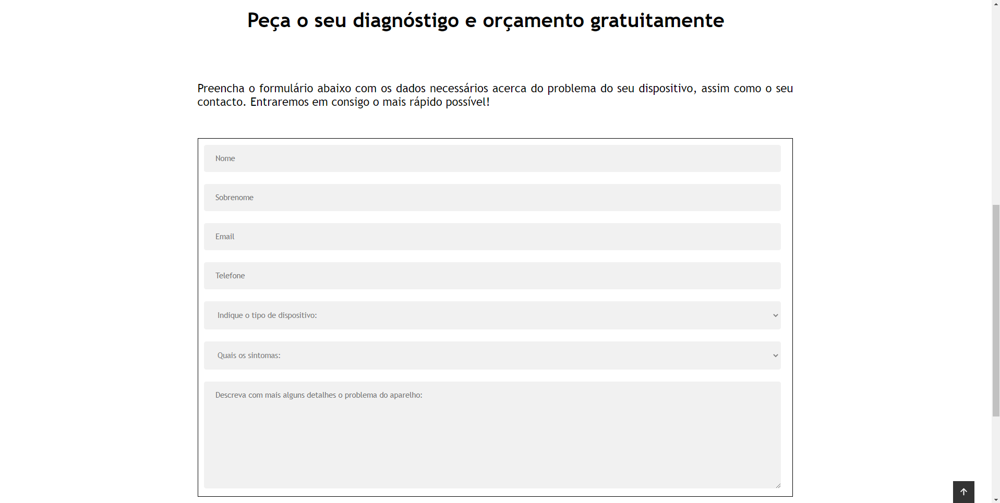 Peça o seu diagnóstigo e orçamento gratuitamente
Preencha o formulário abaixo com os dados necessários acerca do problema do seu dispositivo, assim como o seu
contacto. Entraremos em consigo o mais rápido possível!
Nome
Sobrenome
Email
Telefone
Indique o tipo de dispositivo:
Quais os sintomas:
Descreva com mais alguns detalhes o problema do aparelho: